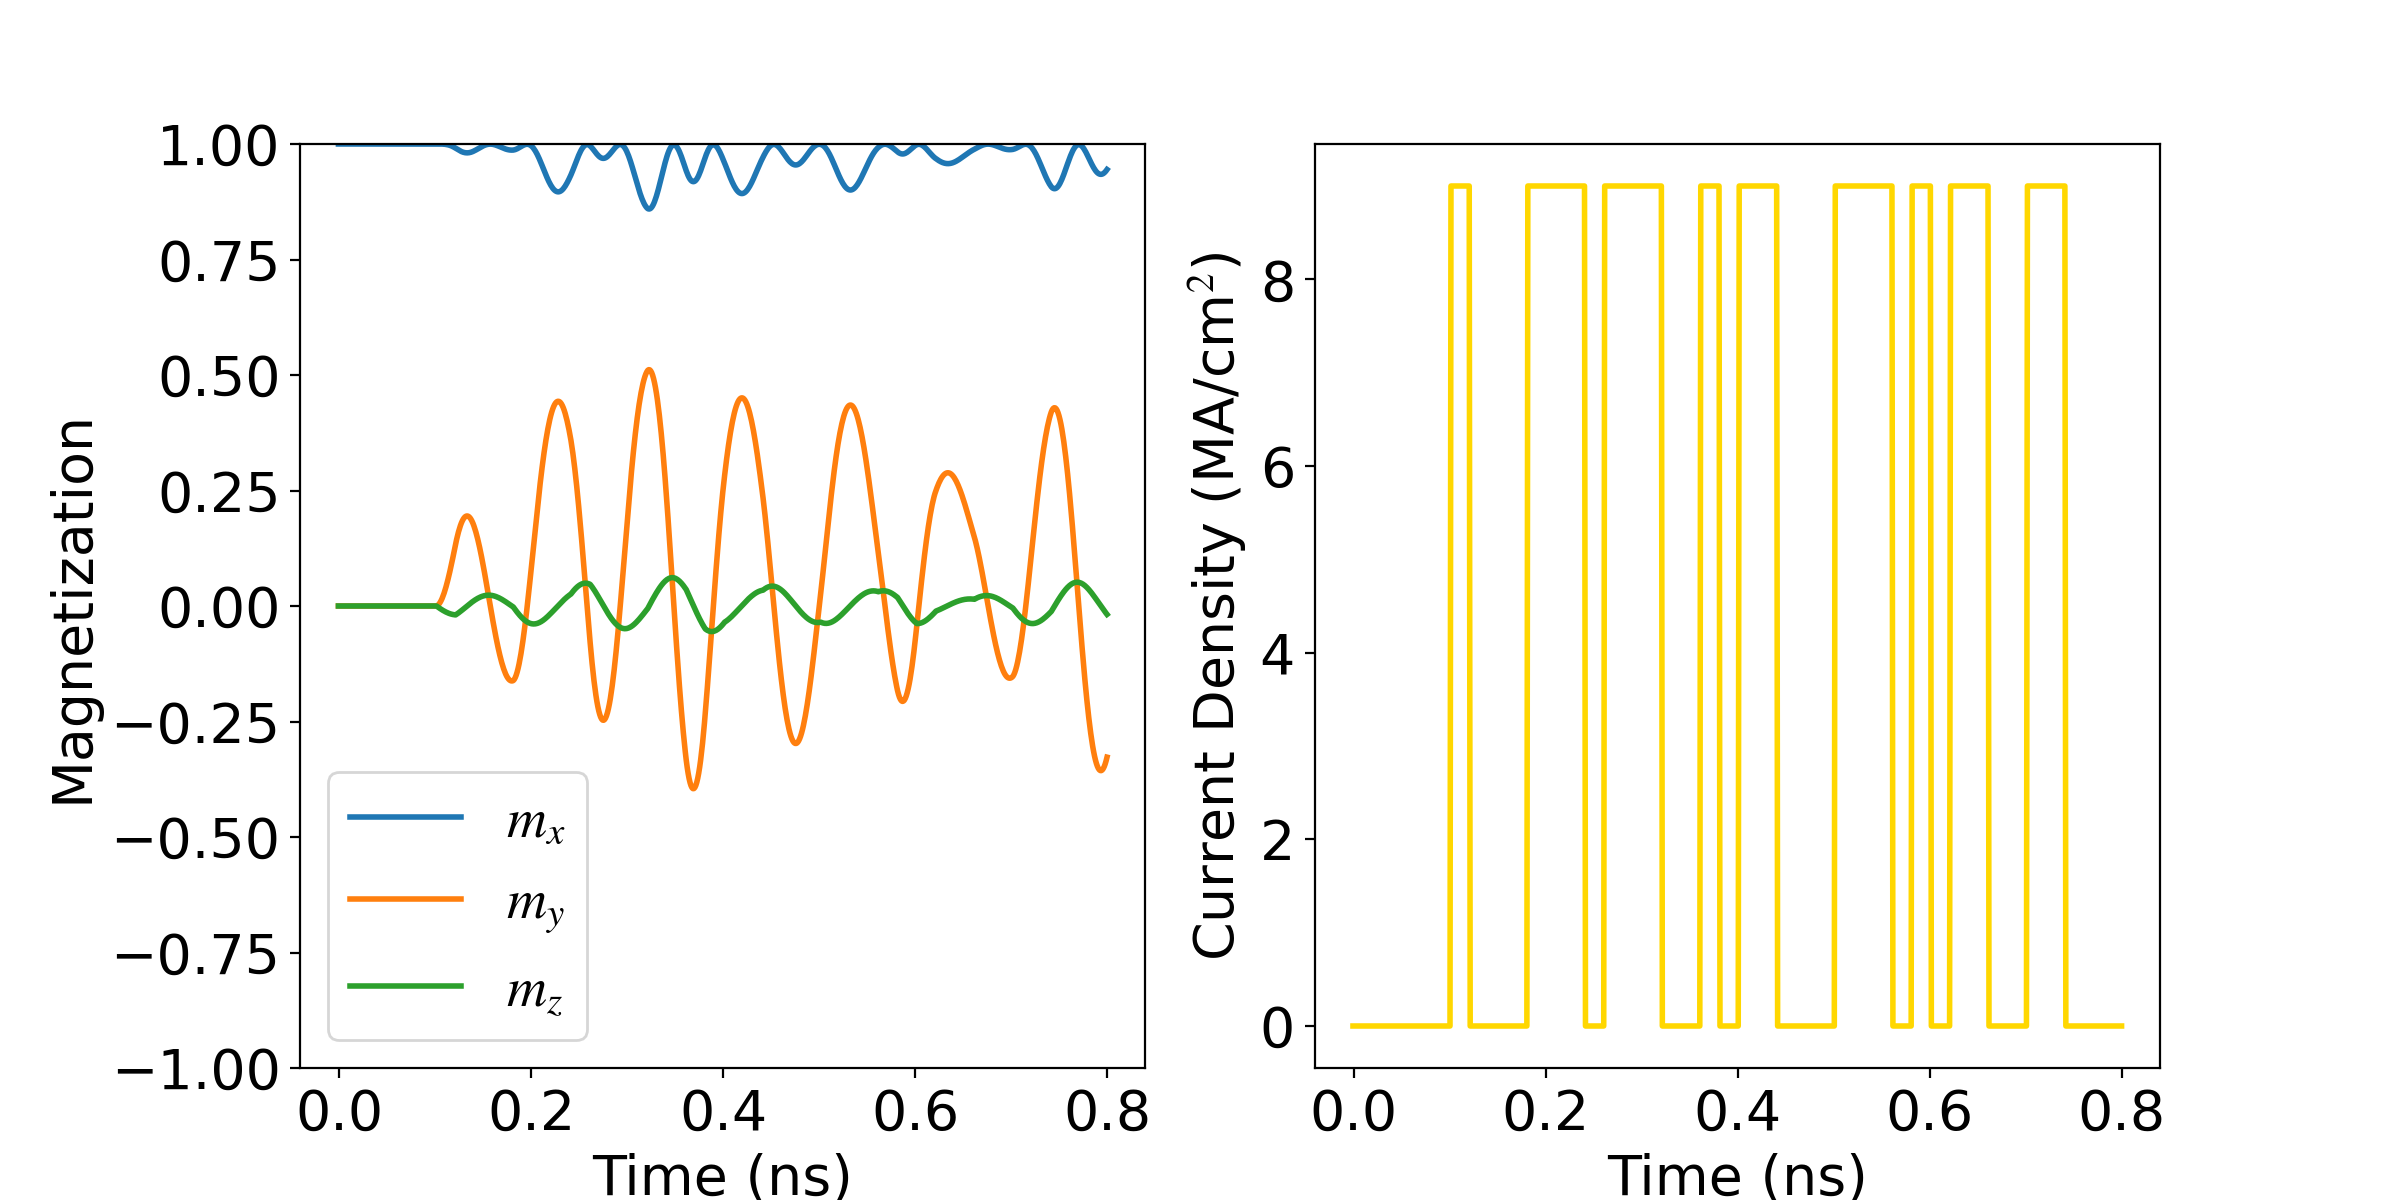 1.00
0.75
0.50
0.25
0.00
−0.25
−0.50
−0.75
−1.00
Magnetization
0.0 0.2 0.4 0.6 0.8
Time (ns)
m_x
m_y
m_z
Current Density (MA/cm²)
8
6
4
2
0
0.0 0.2 0.4 0.6 0.8
Time (ns)